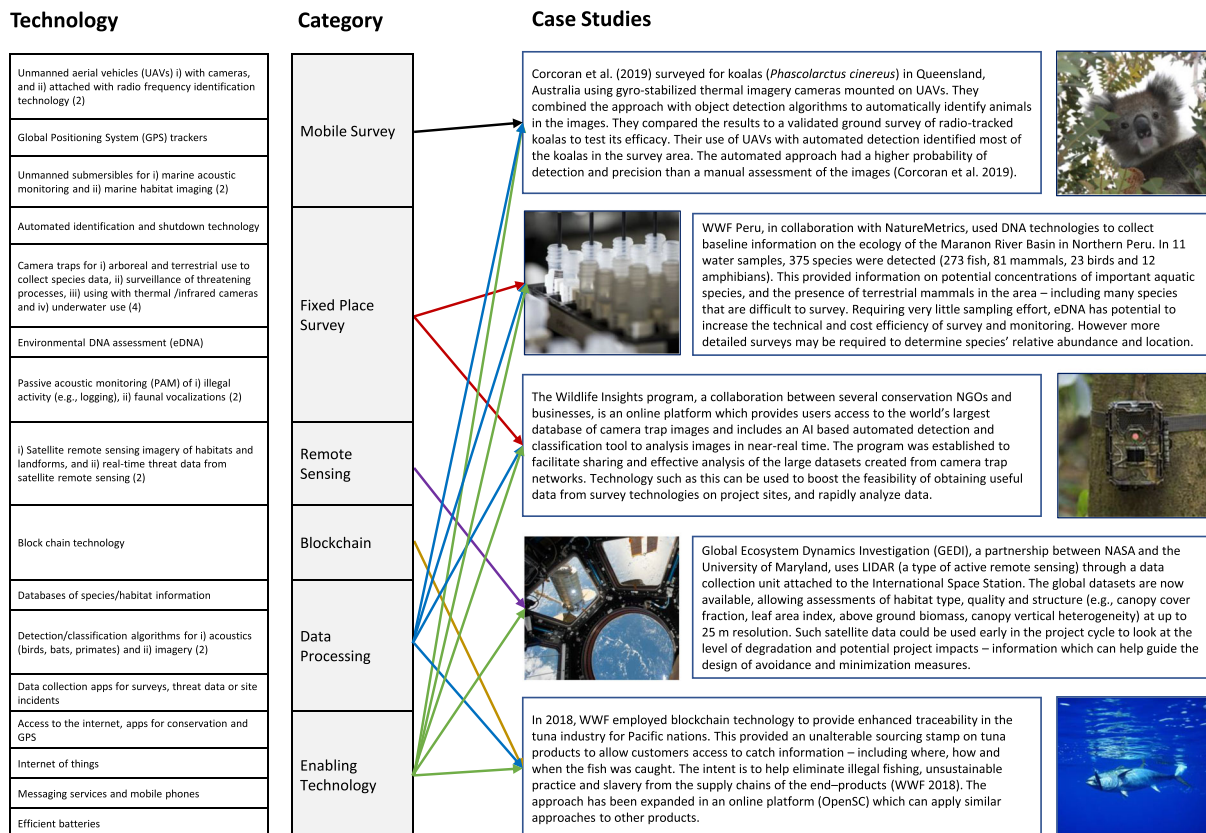 Technology
Category
Case Studies
Unmanned aerial vehicles (UAVs) i) with cameras,
and ii) attached with radio frequency identification
technology (2)
Global Positioning System (GPS) trackers
Unmanned submersibles for i) marine acoustic
monitoring and ii) marine habitat imaging (2)
Automated identification and shutdown technology
Camera traps for i) arboreal and terrestrial use to
collect species data, ii) surveillance of threatening
processes, iii) using with thermal /infrared cameras
and iv) underwater use (4)
Environmental DNA assessment (eDNA)
Passive acoustic monitoring (PAM) of i) illegal
activity (e.g., logging), ii) faunal vocalizations (2)
i) Satellite remote sensing imagery of habitats and
landforms, and ii) real-time threat data from
satellite remote sensing (2)
Block chain technology
Databases of species/habitat information
Detection/classification algorithms for i) acoustics
(birds, bats, primates) and ii) imagery (2)
Data collection apps for surveys, threat data or site
incidents
Access to the internet, apps for conservation and
GPS
Internet of things
Messaging services and mobile phones
Efficient batteries
Mobile Survey
Fixed Place
Survey
Remote
Sensing
Blockchain
Data
Processing
Enabling
Technology
Corcoran et al. (2019) surveyed for koalas (Phascolarctus cinereus) in Queensland,
Australia using gyro-stabilized thermal imagery cameras mounted on UAVs. They
combined the approach with object detection algorithms to automatically identify animals
in the images. They compared the results to a validated ground survey of radio-tracked
koalas to test its efficacy. Their use of UAVs with automated detection identified most of
the koalas in the survey area. The automated approach had a higher probability of
detection and precision than a manual assessment of the images (Corcoran et al. 2019).
WWF Peru, in collaboration with NatureMetrics, used DNA technologies to collect
baseline information on the ecology of the Maranon River Basin in Northern Peru. In 11
water samples, 375 species were detected (273 fish, 81 mammals, 23 birds and 12
amphibians). This provided information on potential concentrations of important aquatic
species, and the presence of terrestrial mammals in the area – including many species
that are difficult to survey. Requiring very little sampling effort, eDNA has potential to
increase the technical and cost efficiency of survey and monitoring. However more
detailed surveys may be required to determine species' relative abundance and location.
The Wildlife Insights program, a collaboration between several conservation NGOs and
businesses, is an online platform which provides users access to the world's largest
database of camera trap images and includes an AI based automated detection and
classification tool to analysis images in near-real time. The program was established to
facilitate sharing and effective analysis of the large datasets created from camera trap
networks. Technology such as this can be used to boost the feasibility of obtaining useful
data from survey technologies on project sites, and rapidly analyze data.
Global Ecosystem Dynamics Investigation (GEDI), a partnership between NASA and the
University of Maryland, uses LIDAR (a type of active remote sensing) through a data
collection unit attached to the International Space Station. The global datasets are now
available, allowing assessments of habitat type, quality and structure (e.g., canopy cover
fraction, leaf area index, above ground biomass, canopy vertical heterogeneity) at up to
25 m resolution. Such satellite data could be used early in the project cycle to look at the
level of degradation and potential project impacts – information which can help guide the
design of avoidance and minimization measures.
In 2018, WWF employed blockchain technology to provide enhanced traceability in the
tuna industry for Pacific nations. This provided an unalterable sourcing stamp on tuna
products to allow customers access to catch information – including where, how and
when the fish was caught. The intent is to help eliminate illegal fishing, unsustainable
practice and slavery from the supply chains of the end–products (WWF 2018). The
approach has been expanded in an online platform (OpenSC) which can apply similar
approaches to other products.